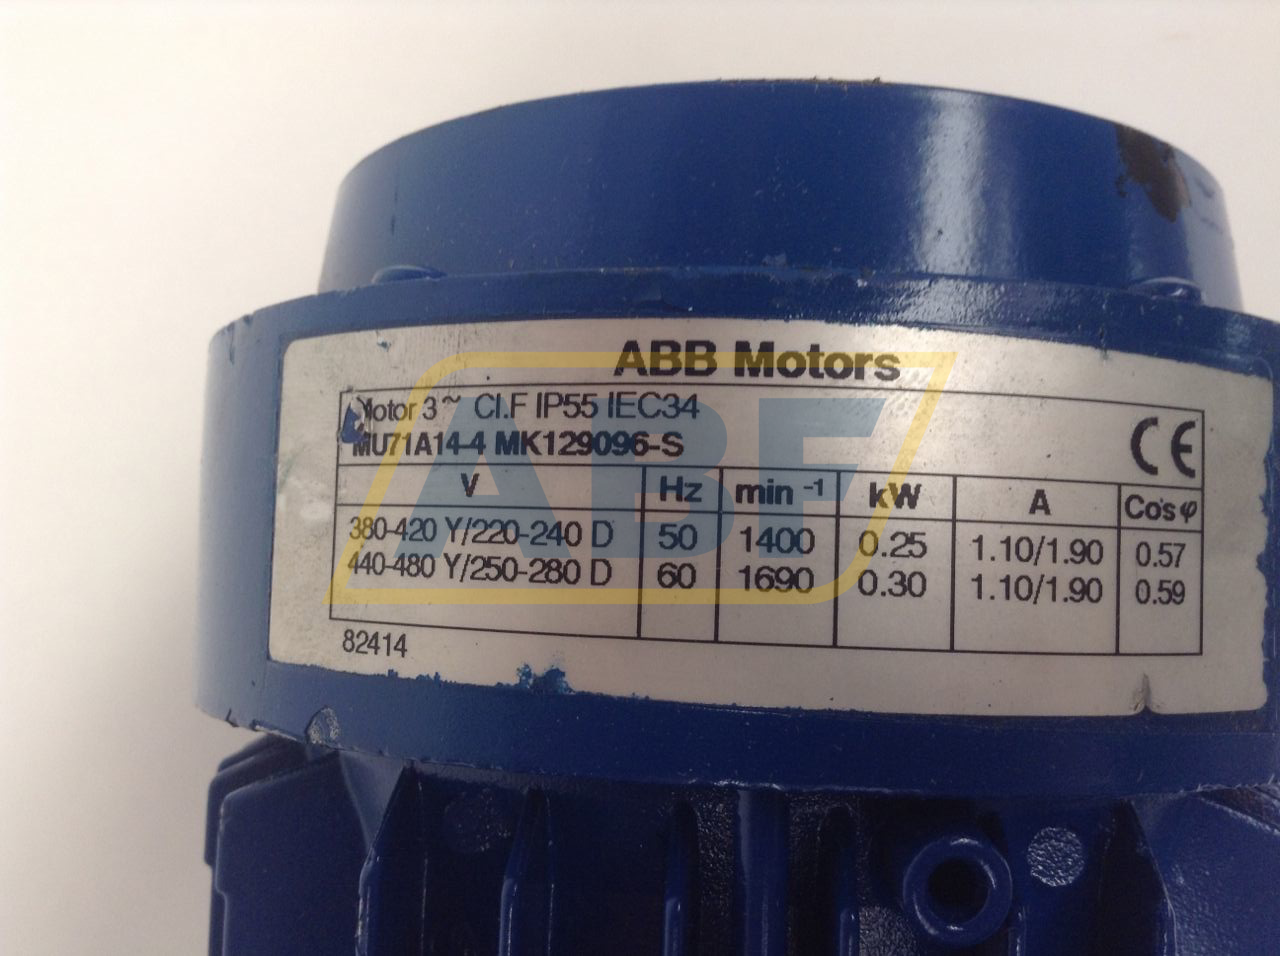 ABB Motors
Motor 3~ Cl.F IP55 IEC34
MU71A14-4 MK129096-S
CE
V Hz min -1 kW A Cosφ
380-420 Y/220-240 D 50 1400 0.25 1.10/1.90 0.57
440-480 Y/250-280 D 60 1690 0.30 1.10/1.90 0.59
82414
ABF